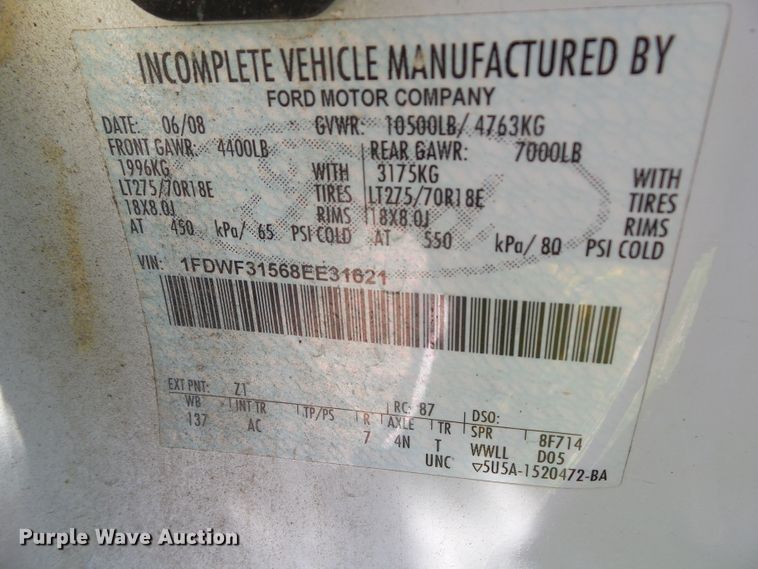 INCOMPLETE VEHICLE MANUFACTURED BY
FORD MOTOR COMPANY
DATE: 06/08 GVWR: 10500LB/ 4763KG
FRONT GAWR: 4400LB REAR GAWR: 7000LB
1996KG WITH 3175KG WITH
LT275/70R18E TIRES LT275/70R18E TIRES
18X8.0J RIMS 18X8.0J RIMS
AT 450 kPa/ 65 PSI COLD AT 550 kPa/ 80 PSI COLD
VIN: 1FDWF31568EE31621
EXT PNT: Z1 RC: 87 DSO:
WB INT TR TP/PS R AXLE TR SPR 8F714
137 AC 7 4N T WWLL D05
UNC ▽5U5A-1520472-BA
Purple Wave Auction